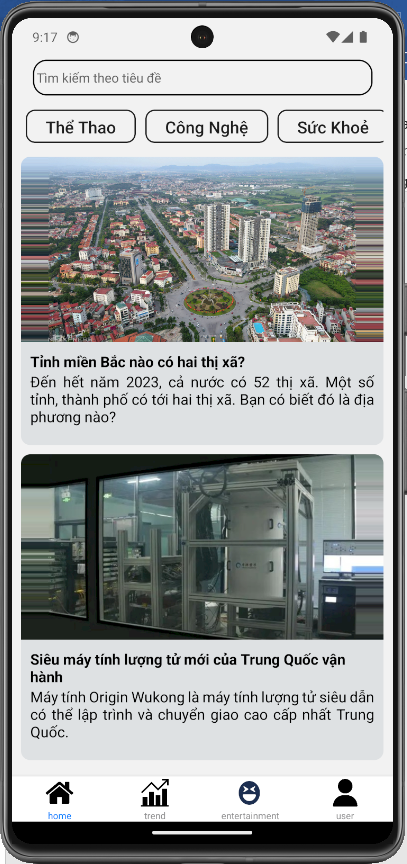 9:17
Tìm kiếm theo tiêu đề
Thể Thao
Công Nghệ
Sức Khoẻ
Tỉnh miền Bắc nào có hai thị xã?
Đến hết năm 2023, cả nước có 52 thị xã. Một số
tỉnh, thành phố có tới hai thị xã. Bạn có biết đó là địa
phương nào?
Siêu máy tính lượng tử mới của Trung Quốc vận
hành
Máy tính Origin Wukong là máy tính lượng tử siêu dẫn
có thể lập trình và chuyển giao cao cấp nhất Trung
Quốc.
home
trend
entertainment
user